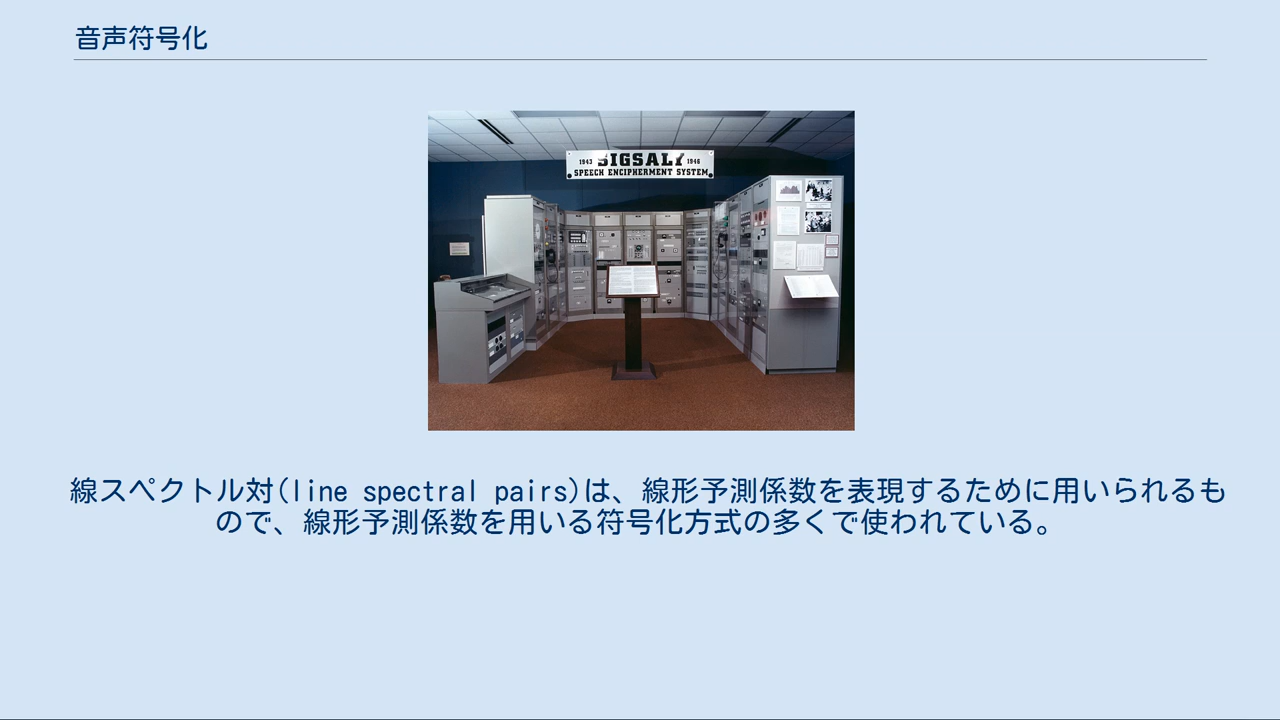 音声符号化
1943 SIGSALY 1946
SPEECH ENCIPHERMENT SYSTEM
線スペクトル対(line spectral pairs)は、線形予測係数を表現するために用いられるも
ので、線形予測係数を用いる符号化方式の多くで使われている。